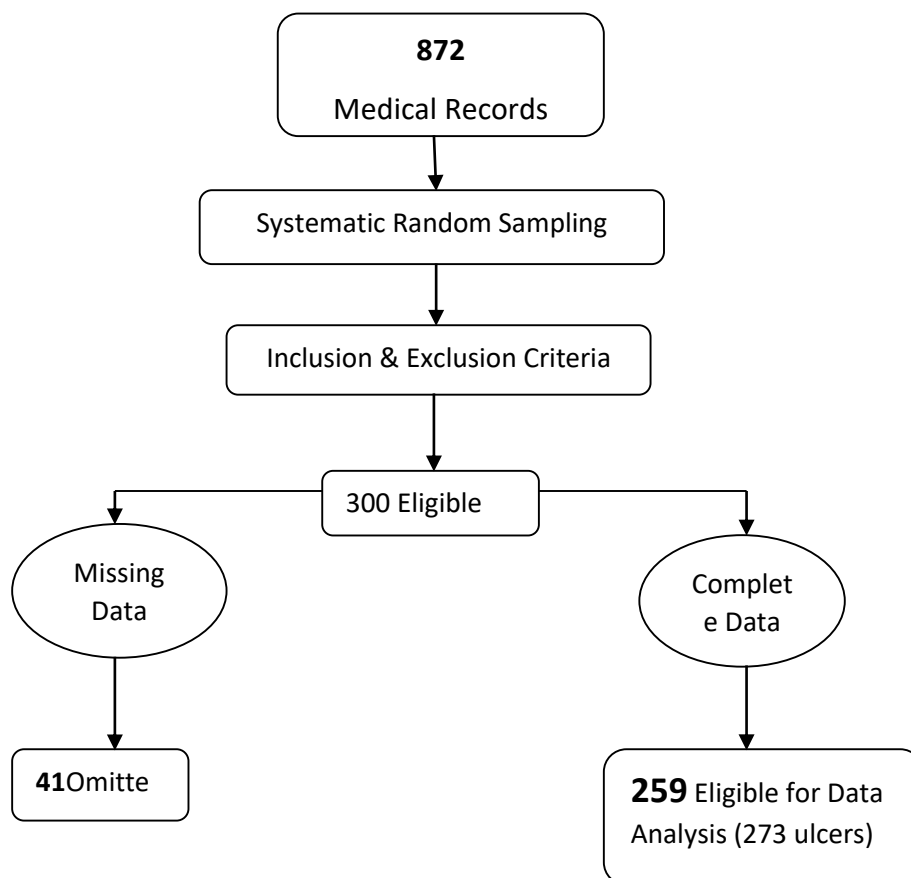 872
Medical Records
Systematic Random Sampling
Inclusion & Exclusion Criteria
300 Eligible
Missing
Data
Complet
e Data
41Omitte
259 Eligible for Data
Analysis (273 ulcers)